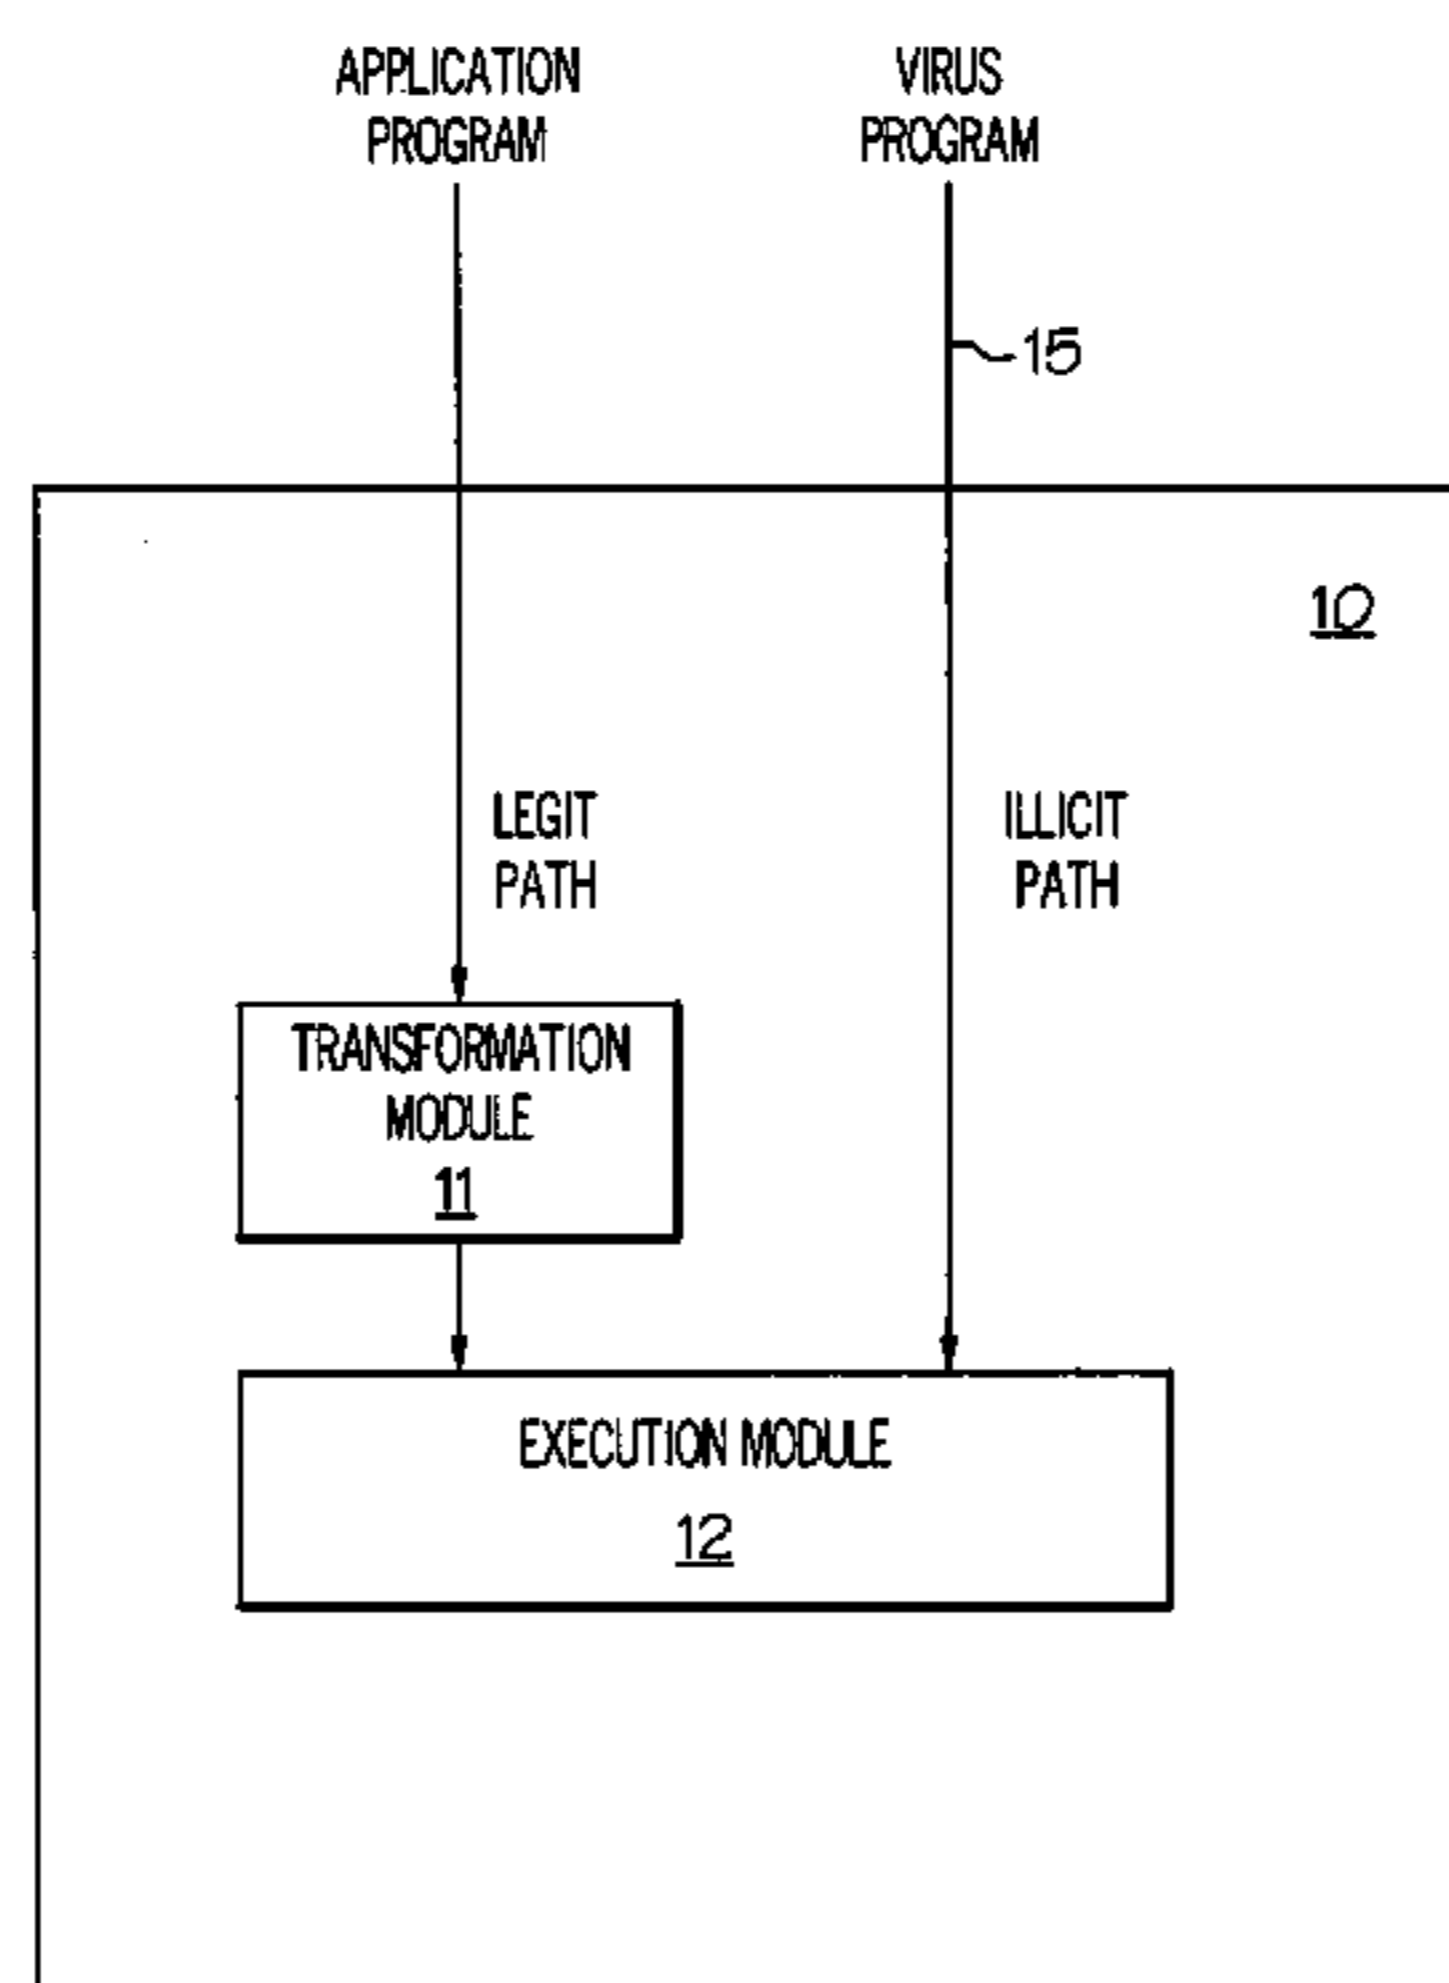 APPLICATION
PROGRAM
VIRUS
PROGRAM
15
10
LEGIT
PATH
ILLICIT
PATH
TRANSFORMATION
MODULE
11
EXECUTION MODULE
12